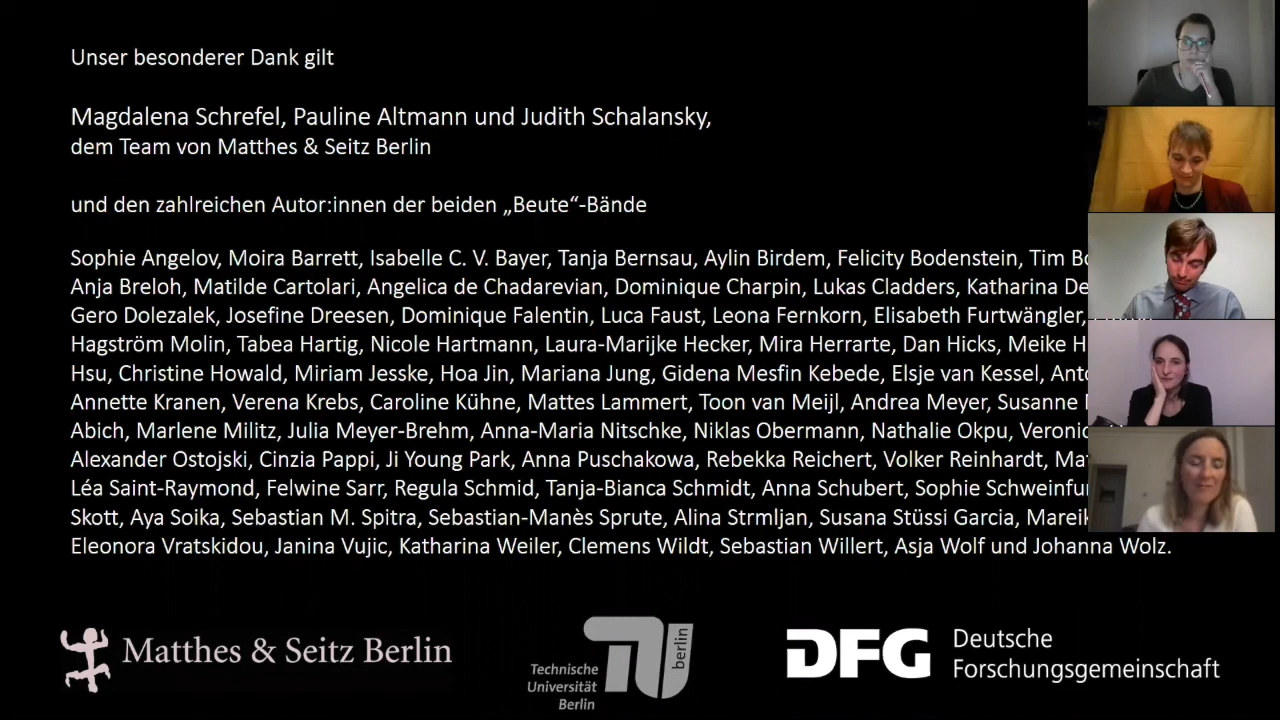 Unser besonderer Dank gilt
Magdalena Schrefel, Pauline Altmann und Judith Schalansky,
dem Team von Matthes & Seitz Berlin
und den zahlreichen Autor:innen der beiden „Beute“-Bände
Sophie Angelov, Moira Barrett, Isabelle C. V. Bayer, Tanja Bernsau, Aylin Birdem, Felicity Bodenstein, Tim
Anja Breloh, Matilde Cartolari, Angelica de Chadarevian, Dominique Charpin, Lukas Cladders, Katharina
Gero Dolezalek, Josefine Dreesen, Dominique Falentin, Luca Faust, Leona Fernkorn, Elisabeth Furtwängler,
Hagström Molin, Tabea Hartig, Nicole Hartmann, Laura-Marijke Hecker, Mira Herrarte, Dan Hicks, Meike
Hsu, Christine Howald, Miriam Jesske, Hoa Jin, Mariana Jung, Gidena Mesfin Kebede, Elsje van Kessel,
Annette Kranen, Verena Krebs, Caroline Kühne, Mattes Lammert, Toon van Meijl, Andrea Meyer, Susanne
Abich, Marlene Militz, Julia Meyer-Brehm, Anna-Maria Nitschke, Niklas Obermann, Nathalie Okpu,
Alexander Ostojski, Cinzia Pappi, Ji Young Park, Anna Puschakowa, Rebekka Reichert, Volker Reinhardt,
Léa Saint-Raymond, Felwine Sarr, Regula Schmid, Tanja-Bianca Schmidt, Anna Schubert, Sophie
Skott, Aya Soika, Sebastian M. Spitra, Sebastian-Manès Sprute, Alina Strmljan, Susana Stüssi Garcia,
Eleonora Vratskidou, Janina Vujic, Katharina Weiler, Clemens Wildt, Sebastian Willert, Asja Wolf und Johanna Wolz.
Matthes & Seitz Berlin
Technische
Universität
Berlin
berlin
DFG
Deutsche
Forschungsgemeinschaft